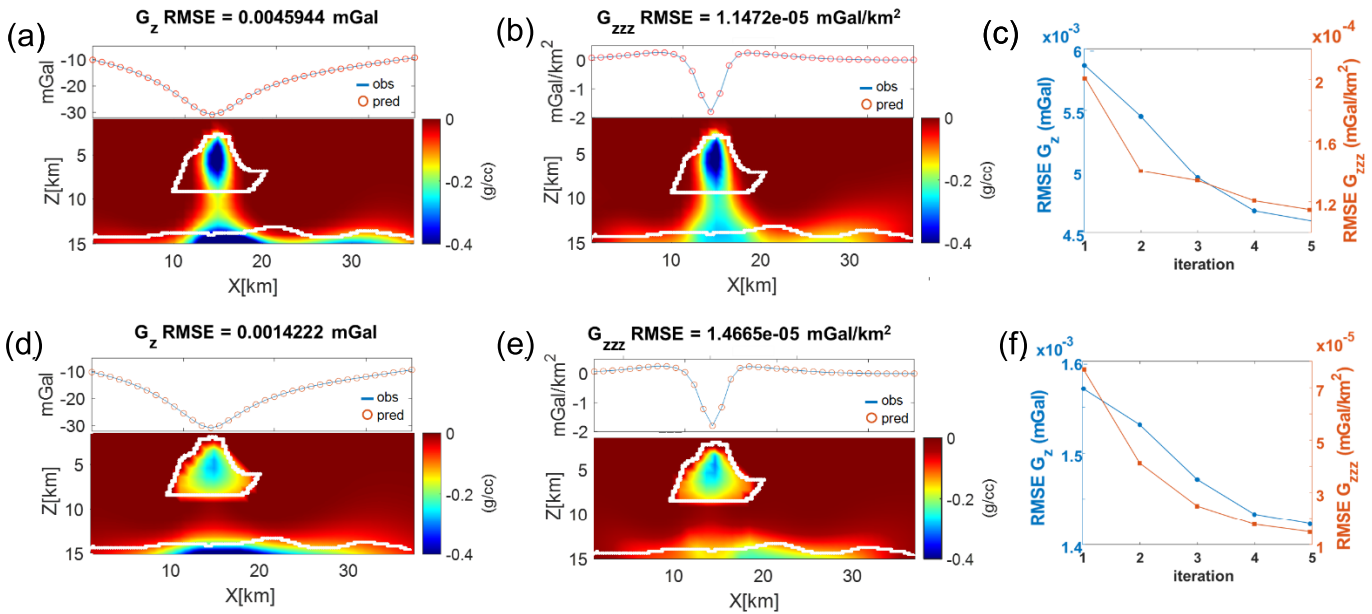 (a)
G_z RMSE = 0.0045944 mGal
mGal
-10
-20
-30
obs
pred
Z[km]
5
10
15
10
20
30
X[km]
0
-0.2
-0.4
(g/cc)
(b)
G_zzz RMSE = 1.1472e-05 mGal/km²
mGal/km²
0
-1
-2
obs
pred
Z[km]
5
10
15
10
20
30
X[km]
0
-0.2
-0.4
(g/cc)
(c)
x10⁻³
x10⁻⁴
RMSE G_z (mGal)
6
5.5
5
4.5
RMSE G_zzz (mGal/km²)
2
1.6
1.4
1.2
1
2
3
4
5
iteration
(d)
G_z RMSE = 0.0014222 mGal
mGal
-10
-20
-30
obs
pred
Z[km]
5
10
15
10
20
30
X[km]
0
-0.2
-0.4
(g/cc)
(e)
G_zzz RMSE = 1.4665e-05 mGal/km²
mGal/km²
0
-1
-2
obs
pred
Z[km]
5
10
15
10
20
30
X[km]
0
-0.2
-0.4
(g/cc)
(f)
x10⁻³
x10⁻⁵
RMSE G_z (mGal)
1.6
1.5
1.4
RMSE G_zzz (mGal/km²)
7
5
3
1
1
2
3
4
5
iteration